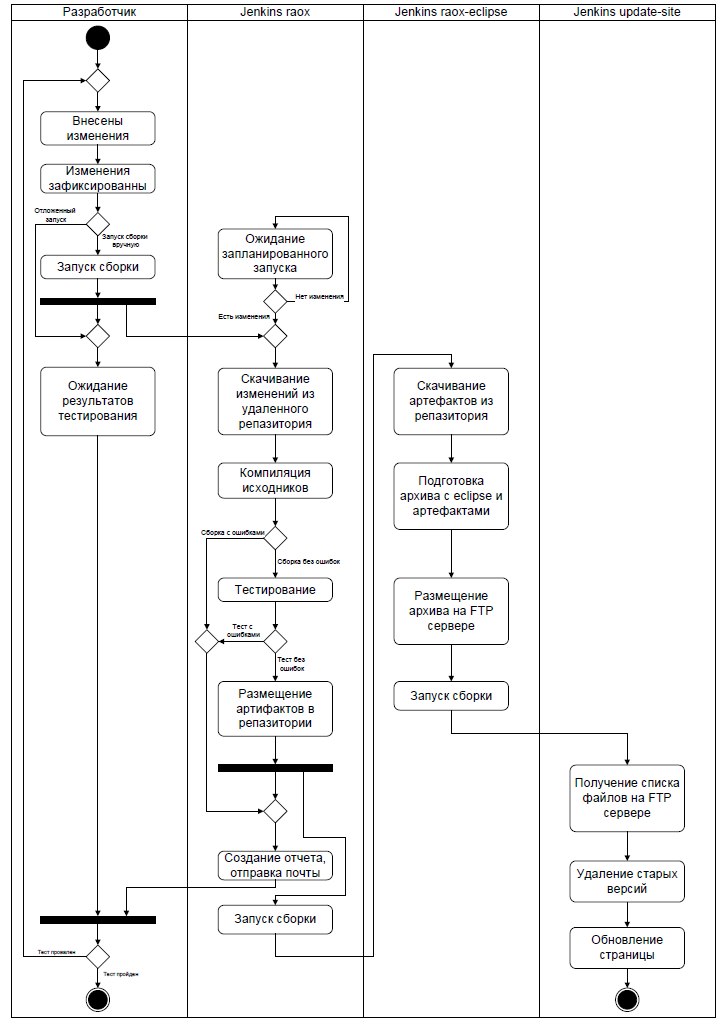 Разработчик
Jenkins raox
Jenkins raox-eclipse
Jenkins update-site
Внесены
изменения
Изменения
зафиксированны
Отложенный
запуск
Запуск сборки
вручную
Запуск сборки
Ожидание
результатов
тестирования
Тест провален
Тест пройден
Ожидание
запланированного
запуска
Нет изменения
Есть изменения
Скачивание
изменений из
удаленного
репазитория
Компиляция
исходников
Сборка с ошибками
Сборка без ошибок
Тестирование
Тест с
ошибками
Тест без
ошибок
Размещение
артифактов в
репазитории
Создание отчета,
отправка почты
Запуск сборки
Скачивание
артефактов из
репазитория
Подготовка
архива с eclipse и
артефактами
Размещение
архива на FTP
сервере
Запуск сборки
Получение списка
файлов на FTP
сервере
Удаление старых
версий
Обновление
страницы